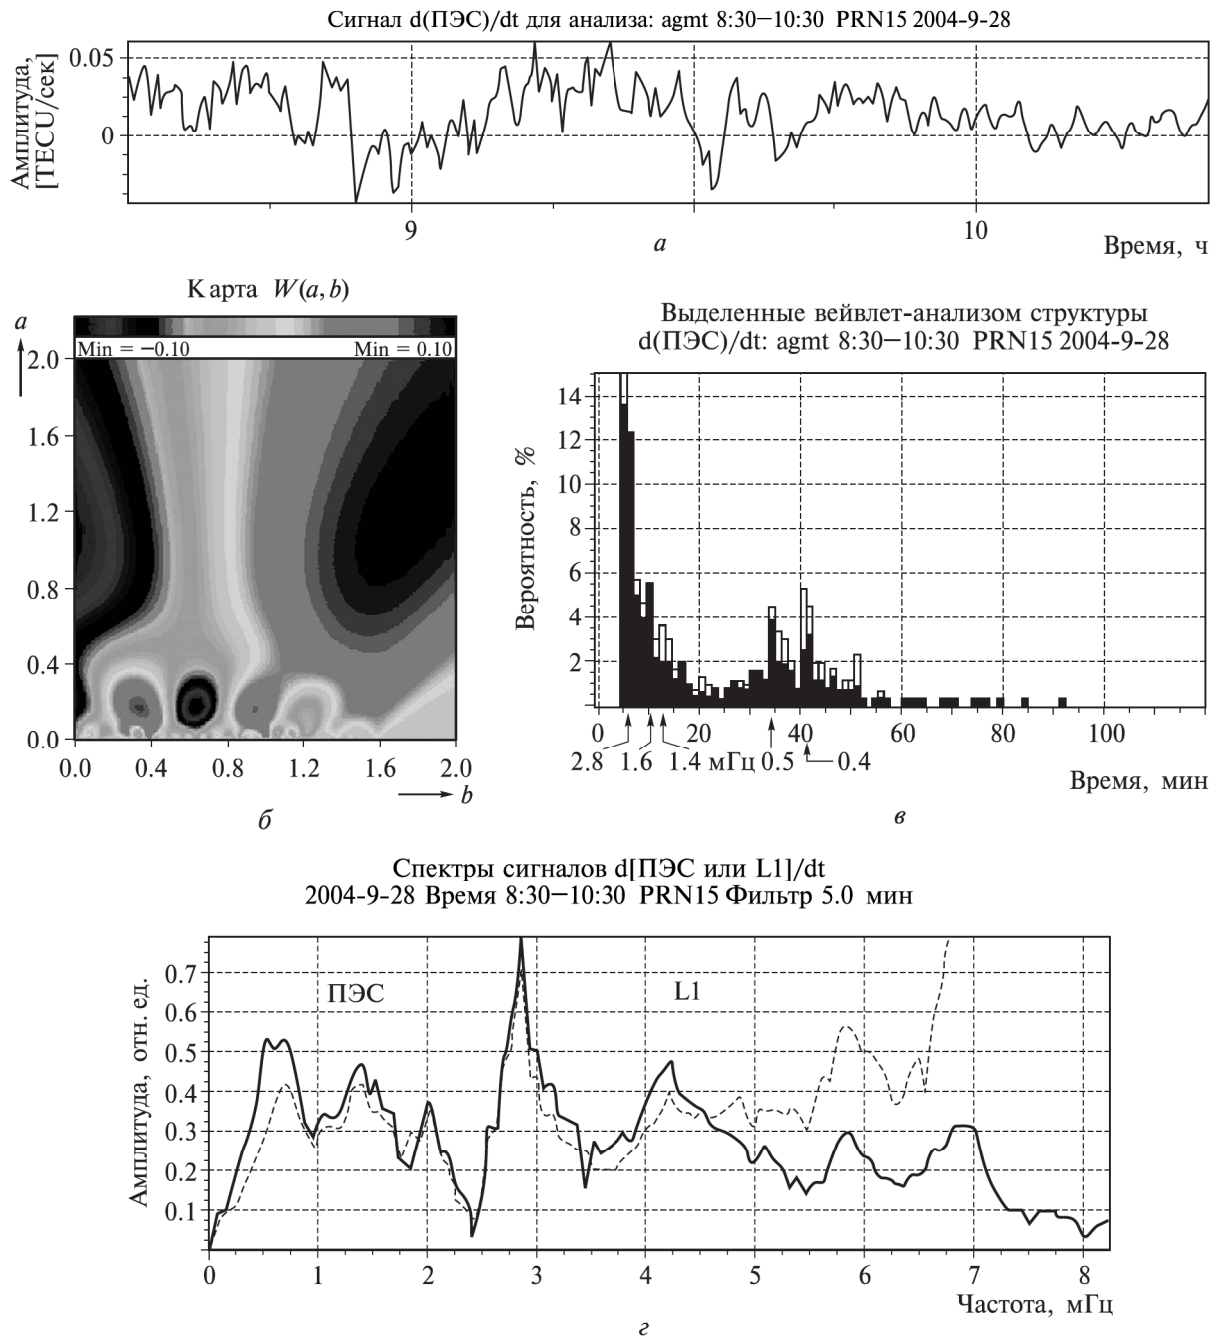 Сигнал d(ПЭС)/dt для анализа: agmt 8:30−10:30 PRN15 2004-9-28
Амплитуда,
[TECU/сек]
0.05
0
9
10
а
Время, ч
Карта W(a, b)
a
Min = −0.10
Min = 0.10
2.0
1.6
1.2
0.8
0.4
0.0
0.0 0.4 0.8 1.2 1.6 2.0
b
б
Выделенные вейвлет-анализом структуры
d(ПЭС)/dt: agmt 8:30−10:30 PRN15 2004-9-28
Вероятность, %
14
12
10
8
6
4
2
0 20 40 60 80 100
2.8 1.6 1.4 мГц 0.5 0.4
Время, мин
в
Спектры сигналов d[ПЭС или L1]/dt
2004-9-28 Время 8:30−10:30 PRN15 Фильтр 5.0 мин
Амплитуда, отн. ед.
0.7
0.6
0.5
0.4
0.3
0.2
0.1
ПЭС
L1
0 1 2 3 4 5 6 7 8
Частота, мГц
г